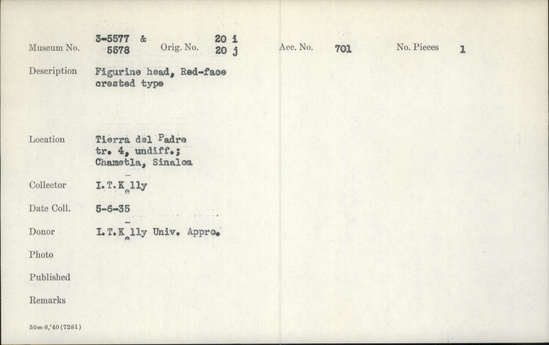 Museum No. 3-5577 & 5578 Orig. No. 20 i 20 j Acc. No. 701 No. Pieces 1
Description Figurine head, Red-face
crested type
Location Tierra del Padre
tr. 4, undiff.;
Chametla, Sinaloa
Collector I.T.Kelly
Date Coll. 5-6-35
Donor I.T.Kelly Univ. Appro.
Photo
Published
Remarks
50m-8,'40(7261)